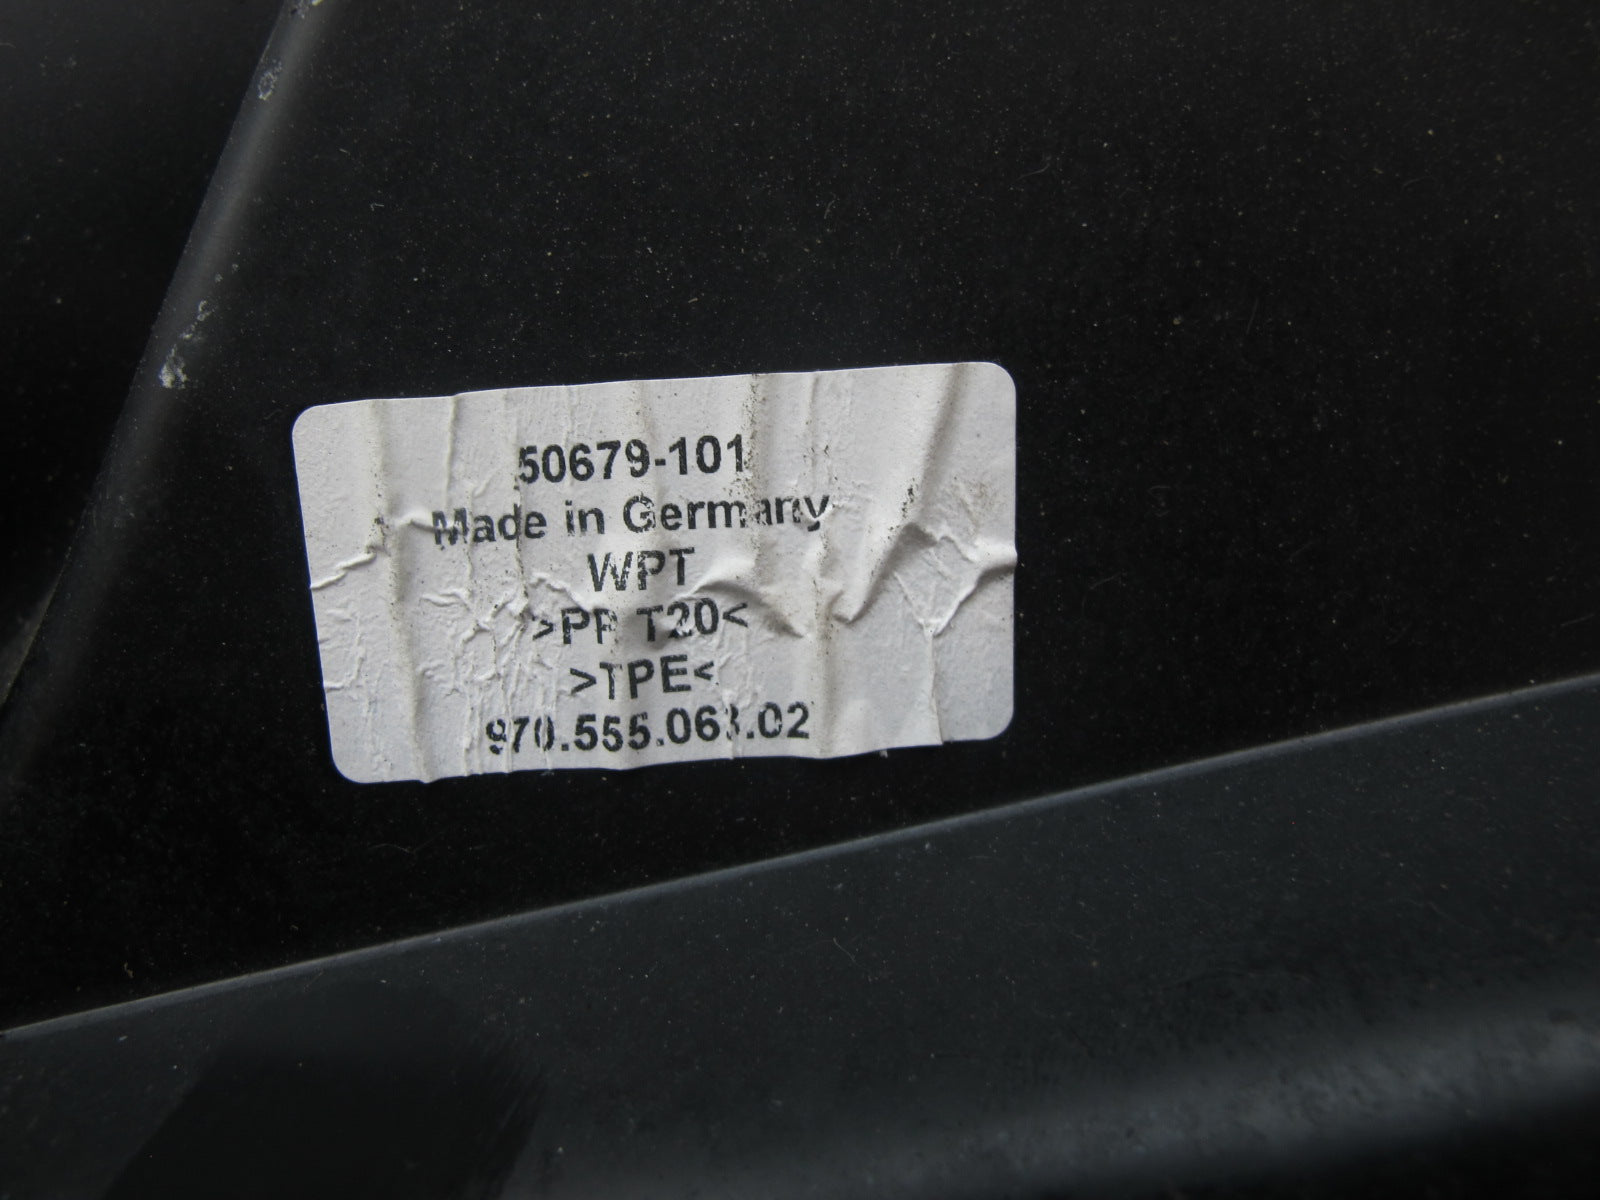 50679-101
Made in Germany
WPT
>PP T20<
>TPE<
970.555.063.02